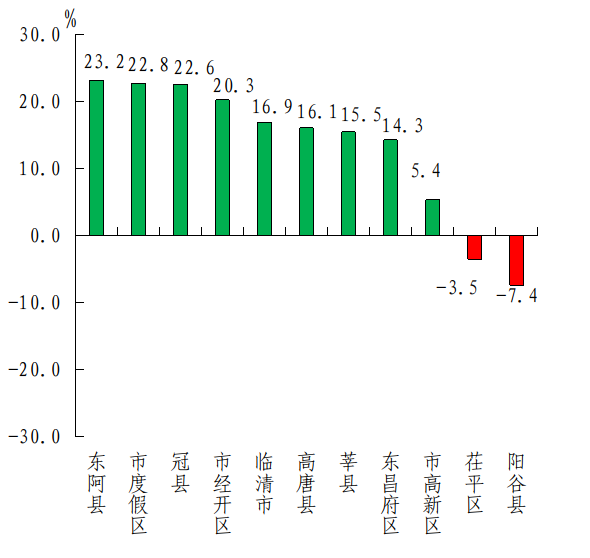 %
30.0
20.0
10.0
0.0
-10.0
-20.0
-30.0
23.2
22.8
22.6
20.3
16.9
16.1
15.5
14.3
5.4
-3.5
-7.4
东阿县
市度假区
冠县
市经开区
临清市
高唐县
莘县
东昌府区
市高新区
茌平区
阳谷县